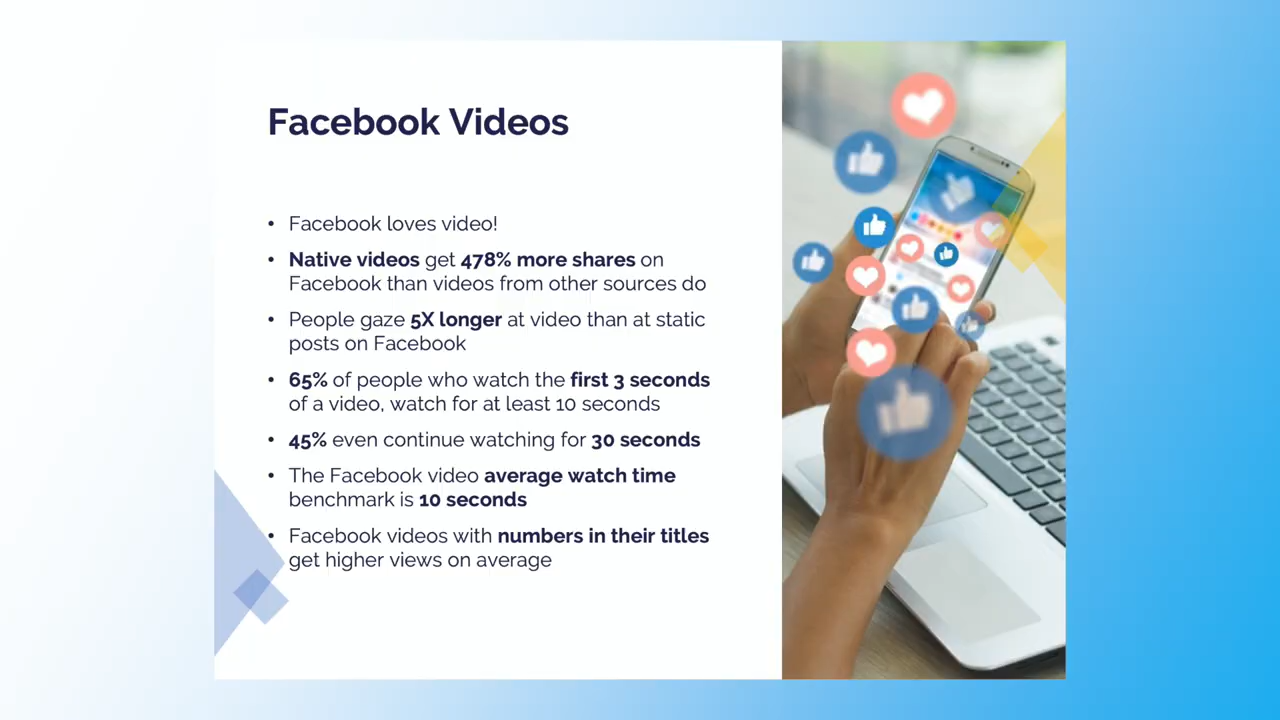 Facebook Videos
• Facebook loves video!
• Native videos get 478% more shares on
Facebook than videos from other sources do
• People gaze 5X longer at video than at static
posts on Facebook
• 65% of people who watch the first 3 seconds
of a video, watch for at least 10 seconds
• 45% even continue watching for 30 seconds
• The Facebook video average watch time
benchmark is 10 seconds
• Facebook videos with numbers in their titles
get higher views on average